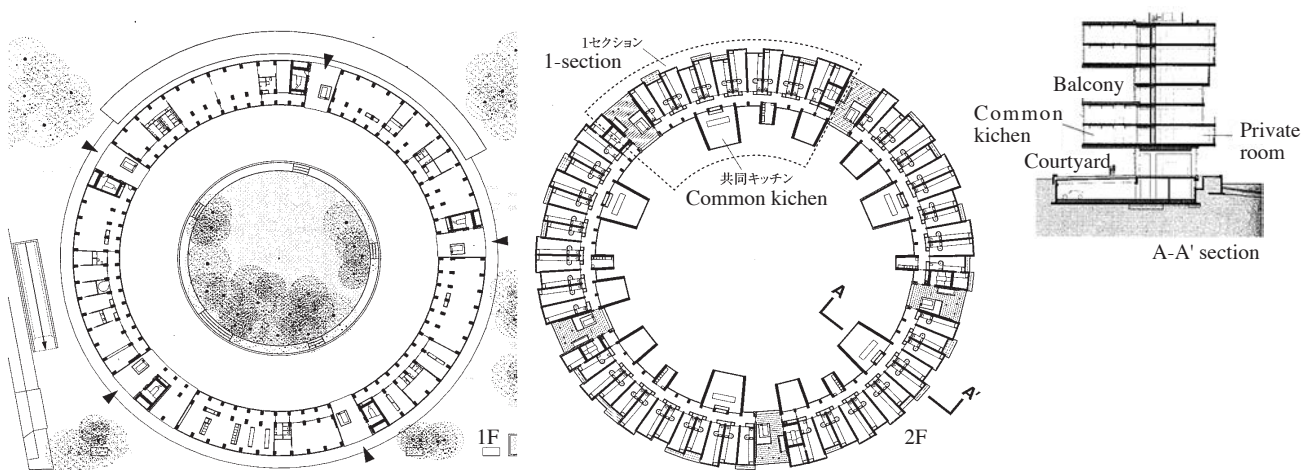 1F
1セクション
1-section
共同キッチン
Common kichen
A
A'
2F
Balcony
Common
kichen
Private
room
Courtyard
A-A' section